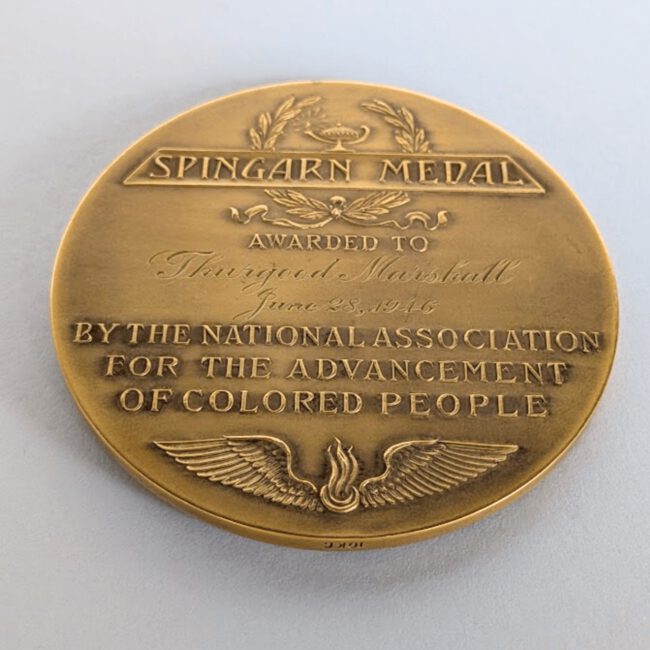 SPINGARN MEDAL
AWARDED TO
Thurgood Marshall
June 28, 1946
BY THE NATIONAL ASSOCIATION
FOR THE ADVANCEMENT
OF COLORED PEOPLE